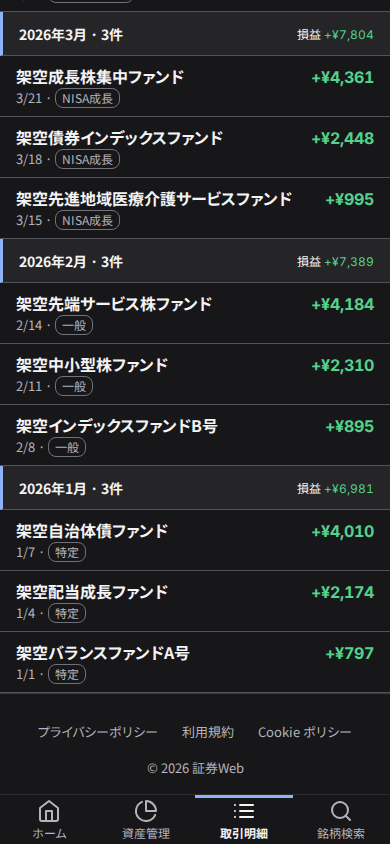 2026年3月・3件 損益 +¥7,804
架空成長株集中ファンド +¥4,361
3/21・NISA成長
架空債券インデックスファンド +¥2,448
3/18・NISA成長
架空先進地域医療介護サービスファンド +¥995
3/15・NISA成長
2026年2月・3件 損益 +¥7,389
架空先端サービス株ファンド +¥4,184
2/14・一般
架空中小型株ファンド +¥2,310
2/11・一般
架空インデックスファンドB号 +¥895
2/8・一般
2026年1月・3件 損益 +¥6,981
架空自治体債ファンド +¥4,010
1/7・特定
架空配当成長ファンド +¥2,174
1/4・特定
架空バランスファンドA号 +¥797
1/1・特定
プライバシーポリシー 利用規約 Cookie ポリシー
© 2026 証券Web
ホーム 資産管理 取引明細 銘柄検索